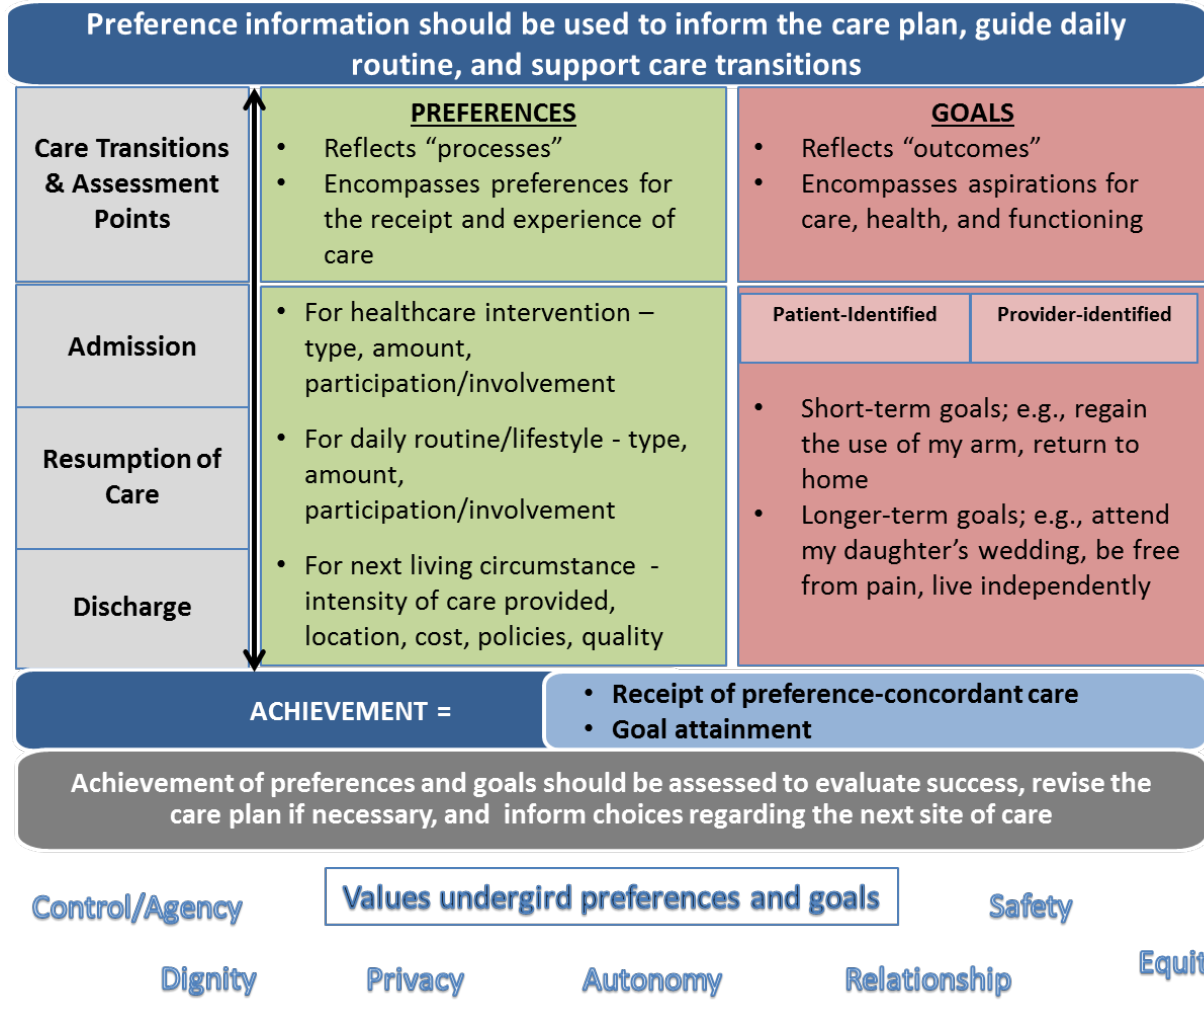 Preference information should be used to inform the care plan, guide daily
routine, and support care transitions
Care Transitions
& Assessment
Points
PREFERENCES
• Reflects “processes”
• Encompasses preferences for
the receipt and experience of
care
GOALS
• Reflects “outcomes”
• Encompasses aspirations for
care, health, and functioning
Admission
Resumption of
Care
Discharge
• For healthcare intervention –
type, amount,
participation/involvement
• For daily routine/lifestyle - type,
amount,
participation/involvement
• For next living circumstance -
intensity of care provided,
location, cost, policies, quality
Patient-Identified
Provider-identified
• Short-term goals; e.g., regain
the use of my arm, return to
home
• Longer-term goals; e.g., attend
my daughter’s wedding, be free
from pain, live independently
ACHIEVEMENT =
• Receipt of preference-concordant care
• Goal attainment
Achievement of preferences and goals should be assessed to evaluate success, revise the
care plan if necessary, and inform choices regarding the next site of care
Control/Agency
Values undergird preferences and goals
Safety
Dignity
Privacy
Autonomy
Relationship
Equit